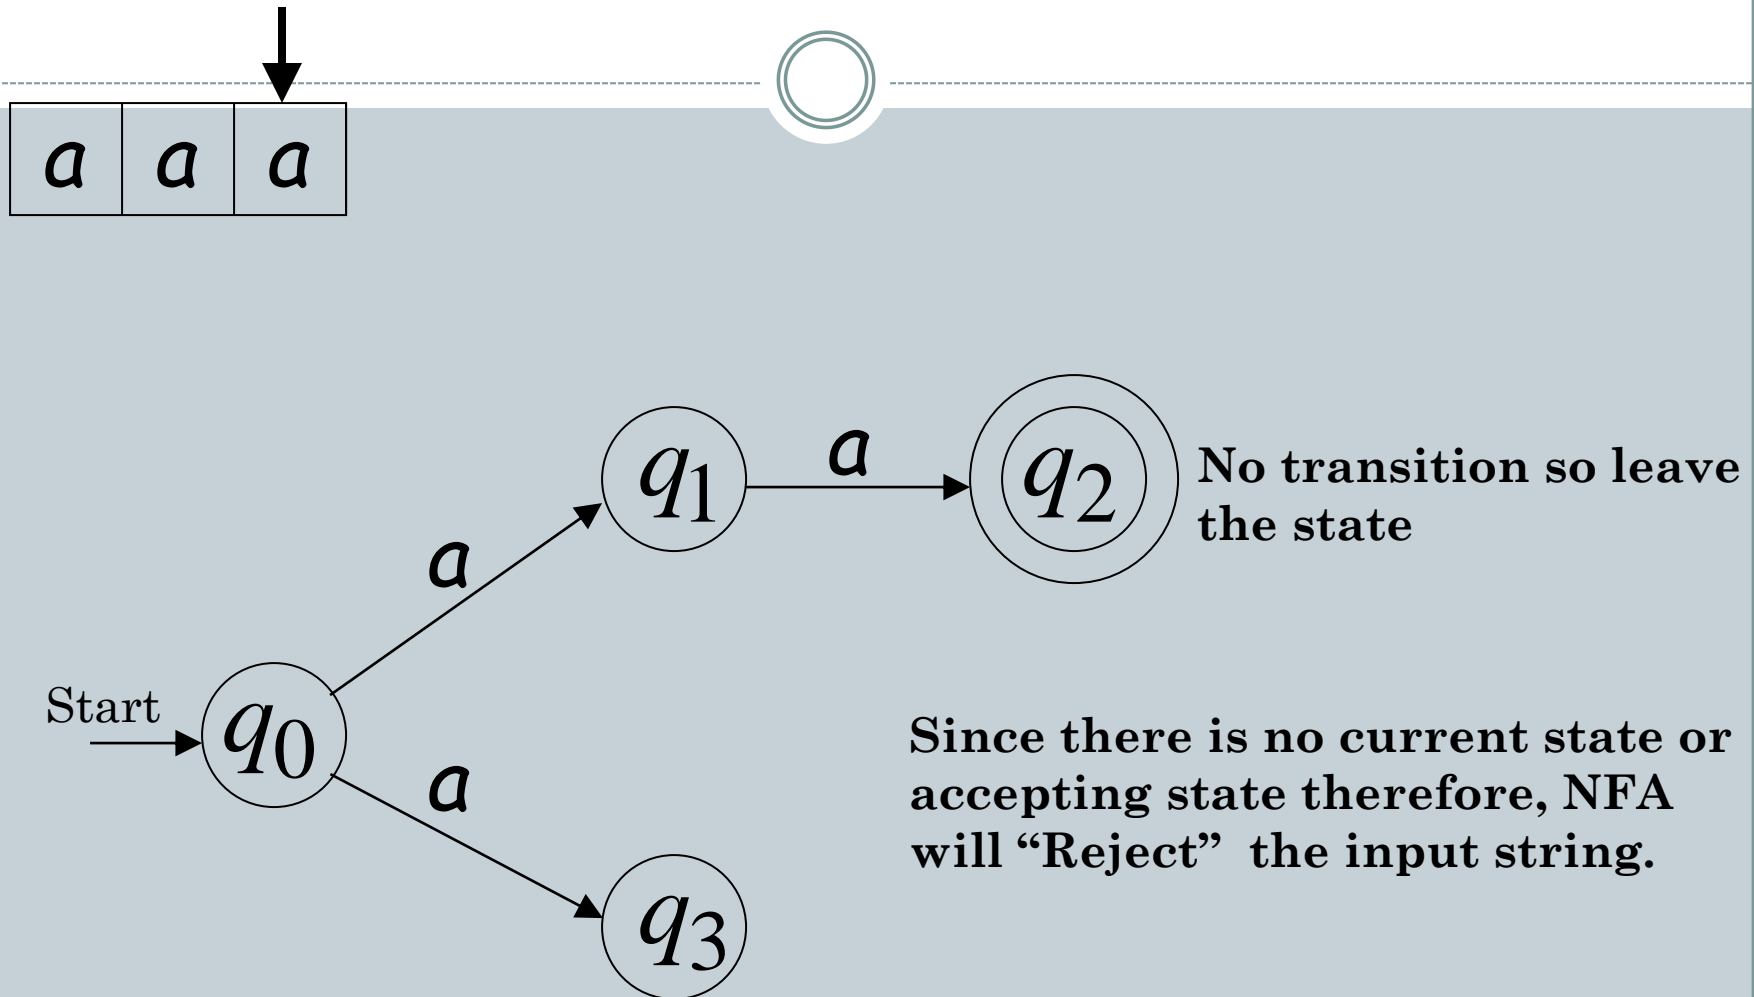 a a a
a
q2
q1
No transition so leave
the state
a
Start
q0
Since there is no current state or
accepting state therefore, NFA
will “Reject” the input string.
a
q3